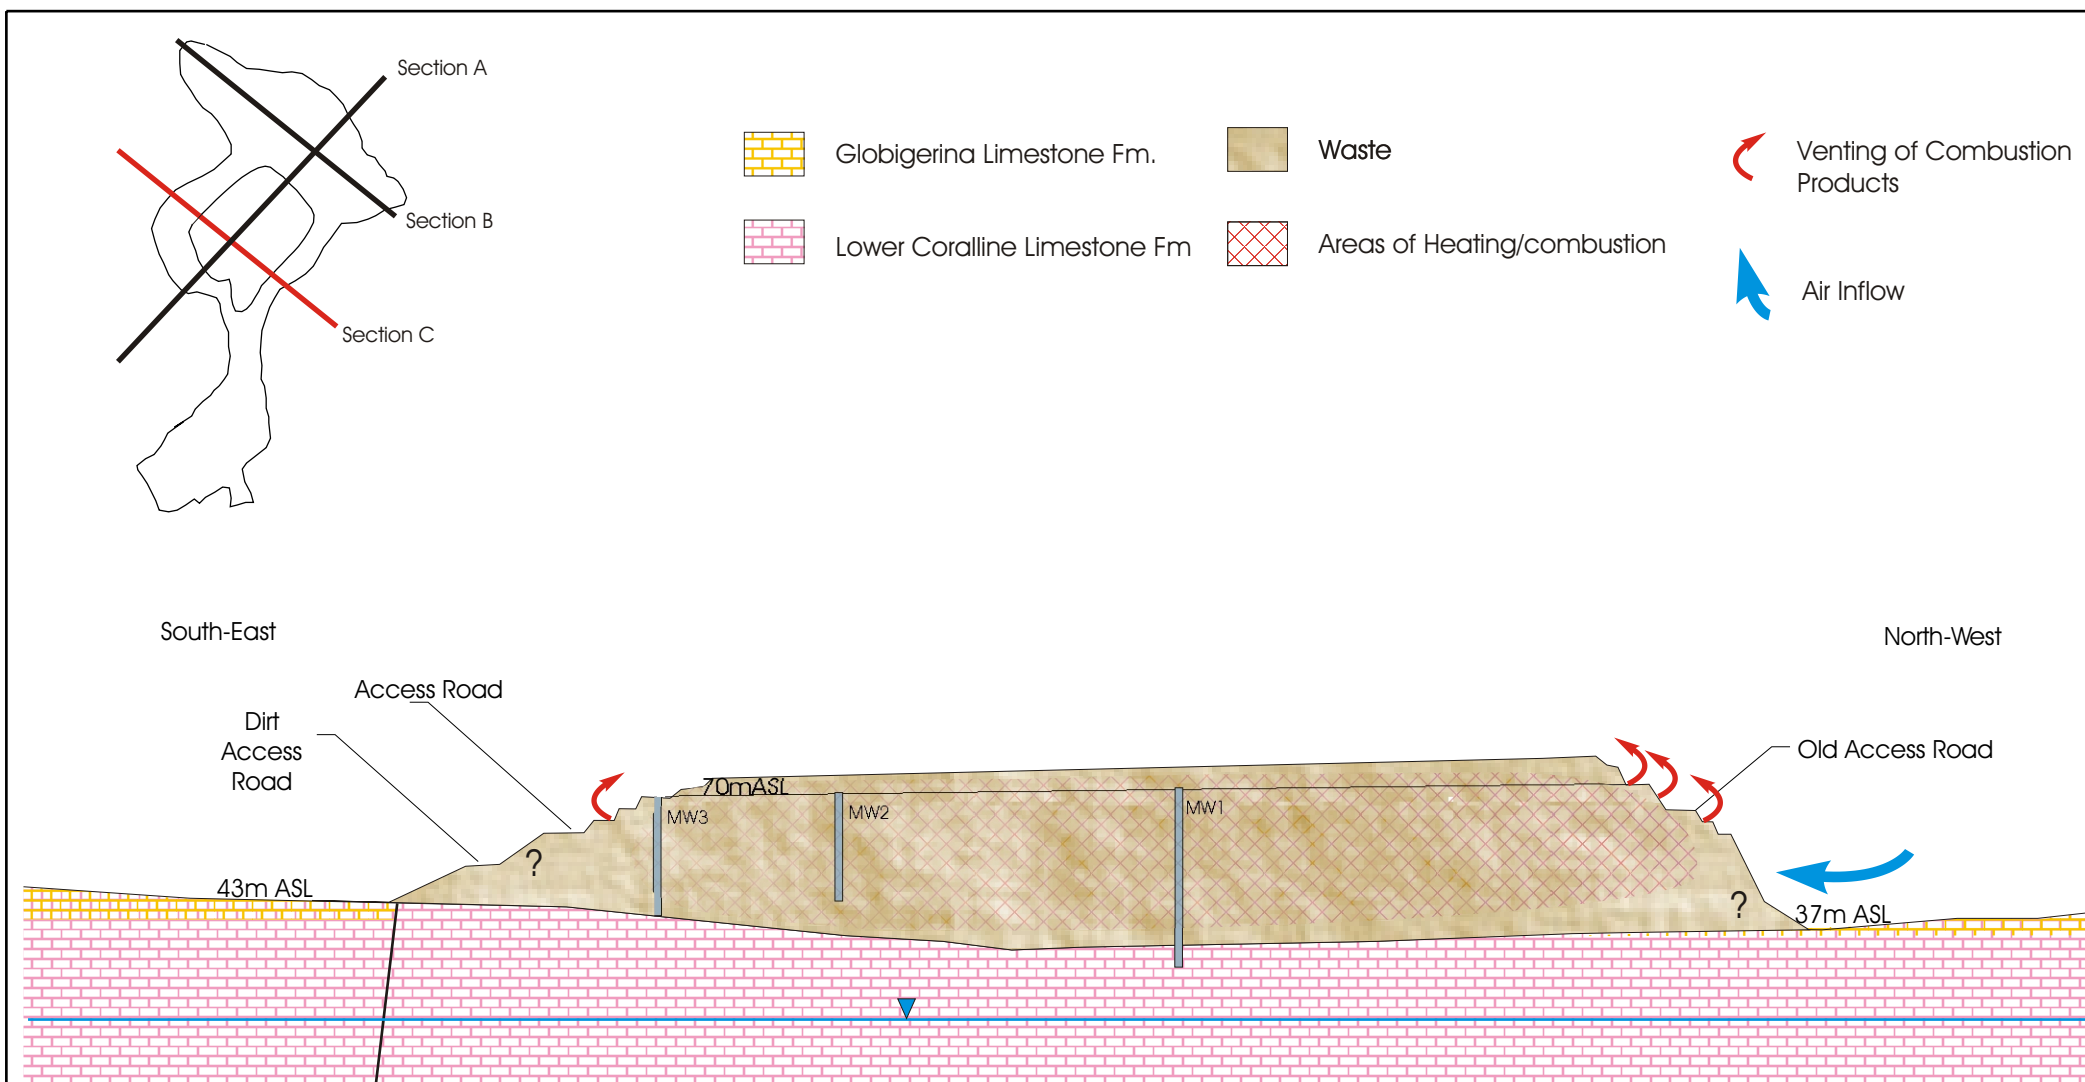 Section A
Section B
Section C
Globigerina Limestone Fm.
Lower Coralline Limestone Fm
Waste
Areas of Heating/combustion
Venting of Combustion
Products
Air Inflow
South-East
North-West
Access Road
Dirt
Access
Road
Old Access Road
70mASL
MW3
MW2
MW1
?
?
43m ASL
37m ASL